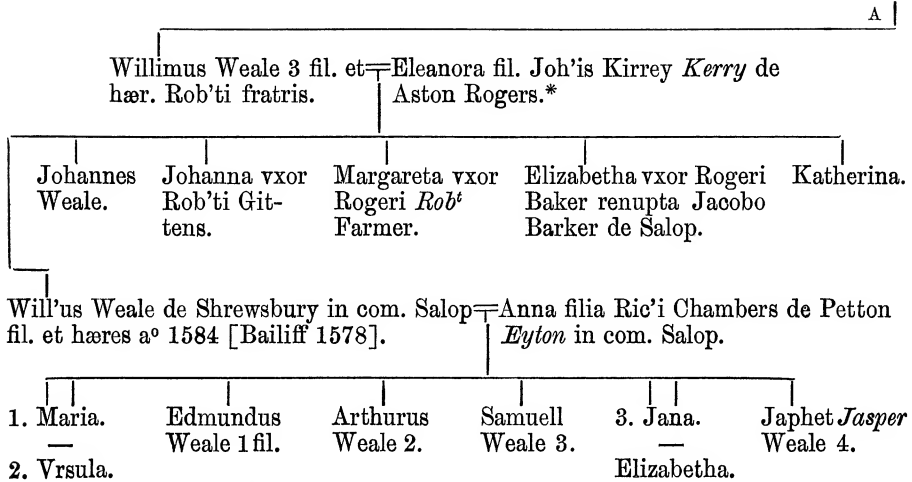 A
Willimus Weale 3 fil. et Eleanora fil. Joh'is Kirrey Kerry de
hær. Rob'ti fratris. Aston Rogers.*
Johannes Johanna vxor Margareta vxor Elizabetha vxor Rogeri Katherina.
Weale. Rob'ti Git- Rogeri Robᵗ Baker renupta Jacobo
tens. Farmer. Barker de Salop.
Will'us Weale de Shrewsbury in com. Salop Anna filia Ric'i Chambers de Petton
fil. et hæres aº 1584 [Bailiff 1578]. Eyton in com. Salop.
1. Maria. Edmundus Arthurus Samuell 3. Jana. Japhet Jasper
Weale 1 fil. Weale 2. Weale 3. Weale 4.
2. Vrsula. Elizabetha.